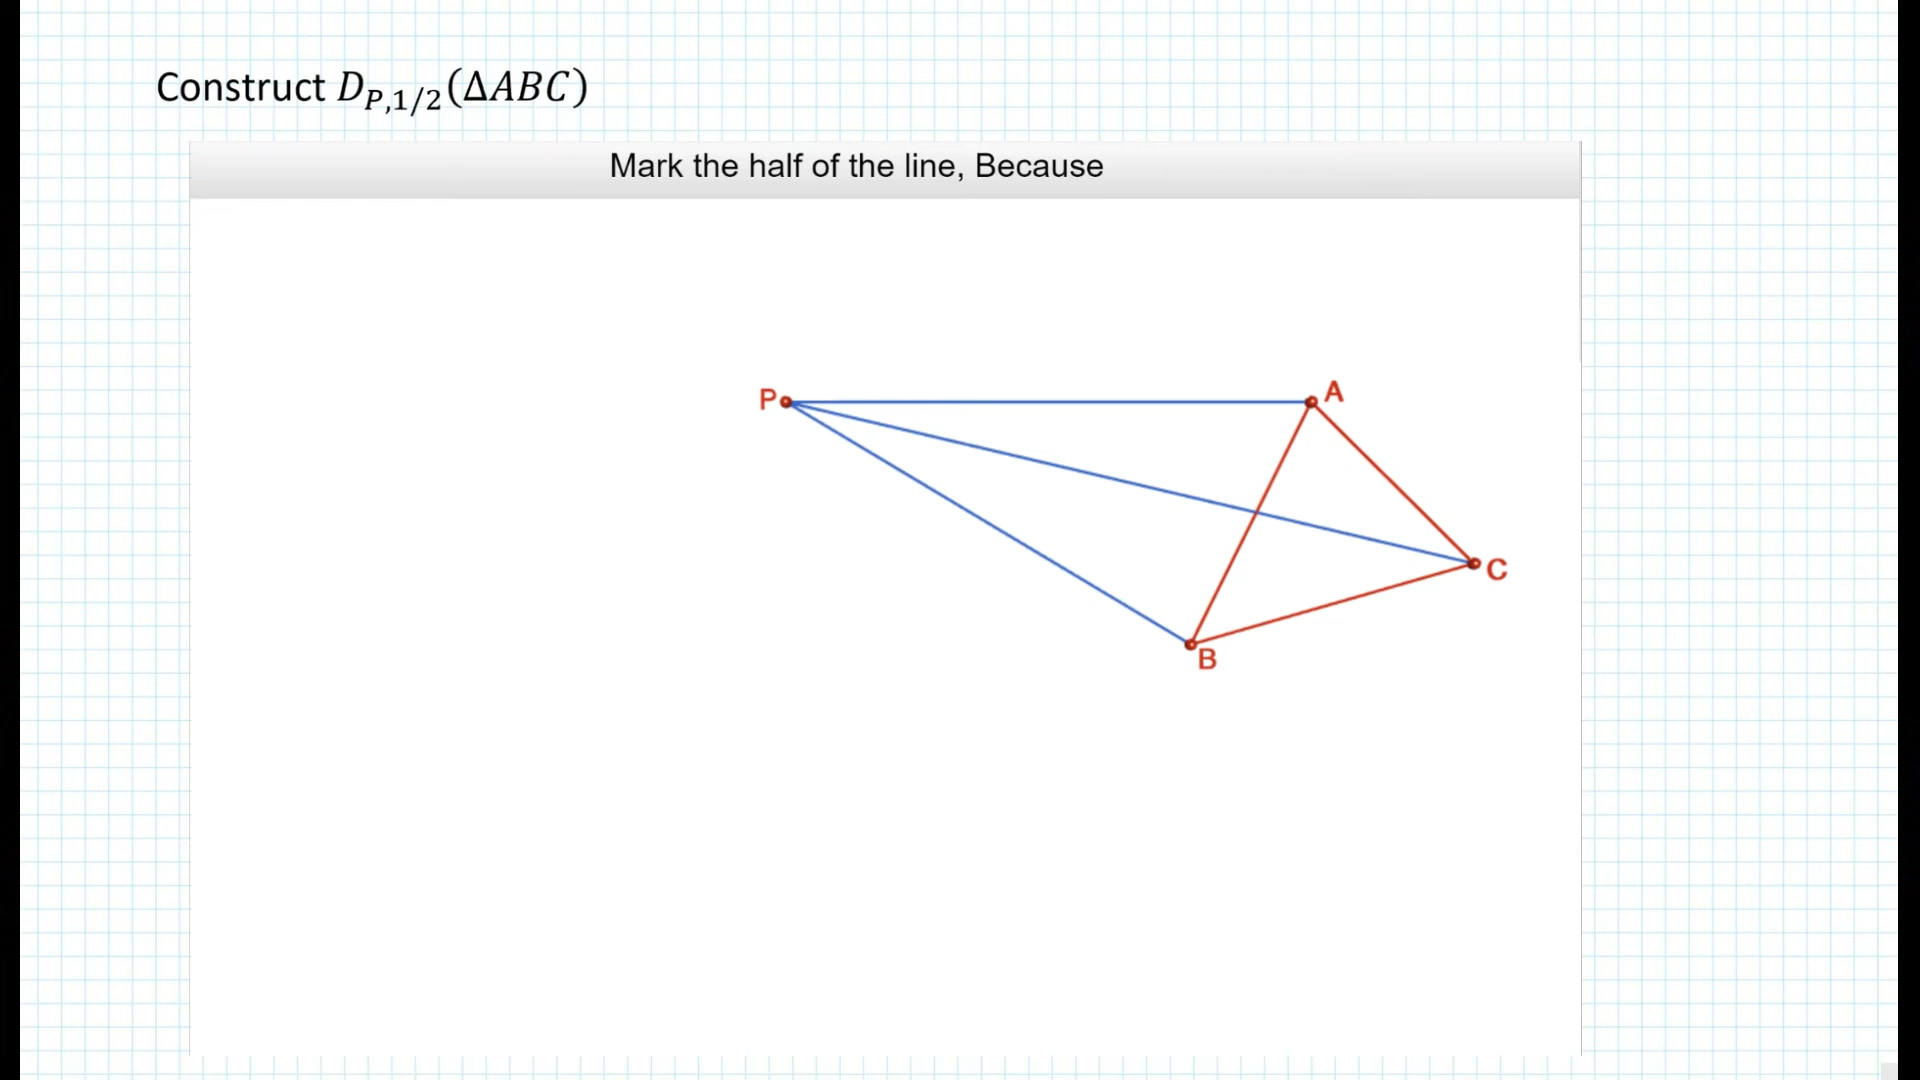 Construct D_{P,1/2}(ΔABC)
Mark the half of the line, Because
P
A
C
B